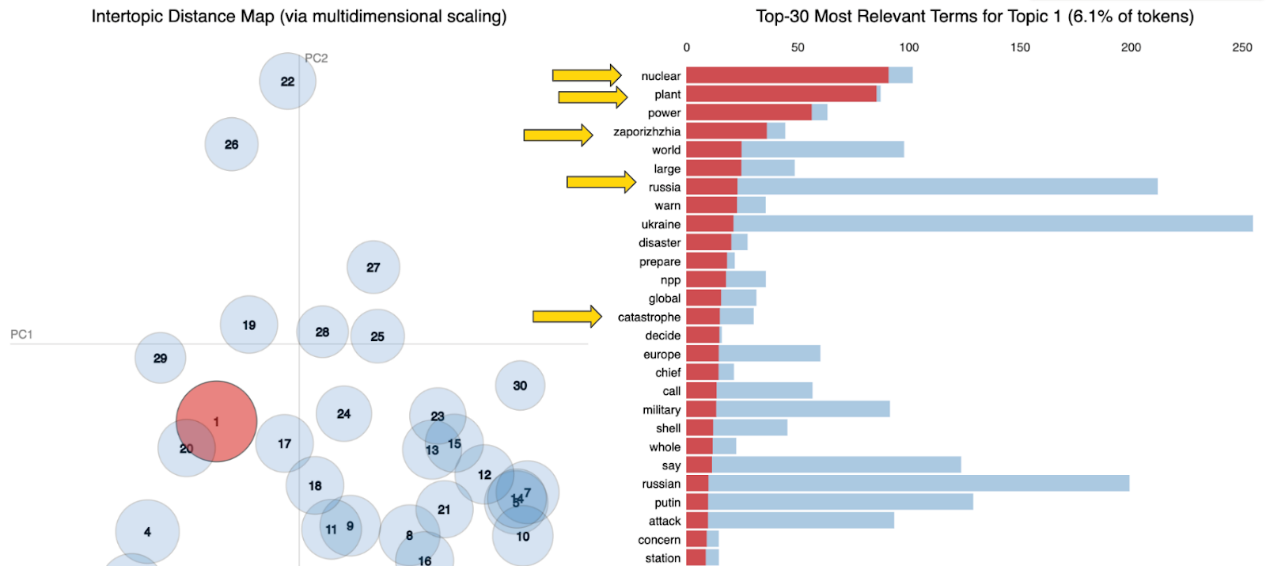 Intertopic Distance Map (via multidimensional scaling)
PC2
22
26
27
19
28
25
PC1
29
30
1
24
23
20
17
13
15
12
18
7
14
5
21
4
11
9
8
10
16
Top-30 Most Relevant Terms for Topic 1 (6.1% of tokens)
0 50 100 150 200 250
nuclear
plant
power
zaporizhzhia
world
large
russia
warn
ukraine
disaster
prepare
npp
global
catastrophe
decide
europe
chief
call
military
shell
whole
say
russian
putin
attack
concern
station